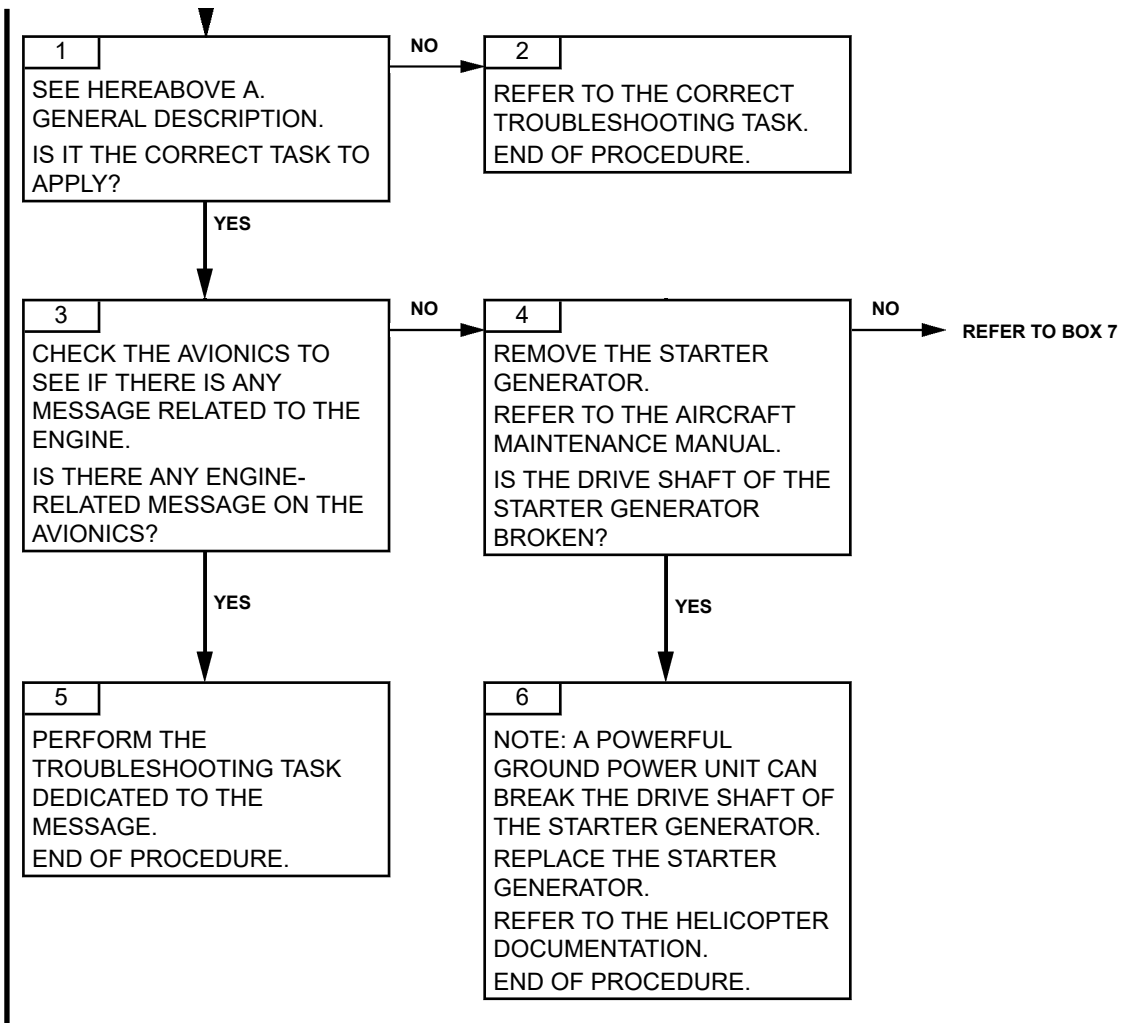 1
SEE HEREABOVE A.
GENERAL DESCRIPTION.
IS IT THE CORRECT TASK TO
APPLY?
NO
2
REFER TO THE CORRECT
TROUBLESHOOTING TASK.
END OF PROCEDURE.
YES
3
CHECK THE AVIONICS TO
SEE IF THERE IS ANY
MESSAGE RELATED TO THE
ENGINE.
IS THERE ANY ENGINE-
RELATED MESSAGE ON THE
AVIONICS?
NO
4
REMOVE THE STARTER
GENERATOR.
REFER TO THE AIRCRAFT
MAINTENANCE MANUAL.
IS THE DRIVE SHAFT OF THE
STARTER GENERATOR
BROKEN?
NO
REFER TO BOX 7
YES
5
PERFORM THE
TROUBLESHOOTING TASK
DEDICATED TO THE
MESSAGE.
END OF PROCEDURE.
YES
6
NOTE: A POWERFUL
GROUND POWER UNIT CAN
BREAK THE DRIVE SHAFT OF
THE STARTER GENERATOR.
REPLACE THE STARTER
GENERATOR.
REFER TO THE HELICOPTER
DOCUMENTATION.
END OF PROCEDURE.